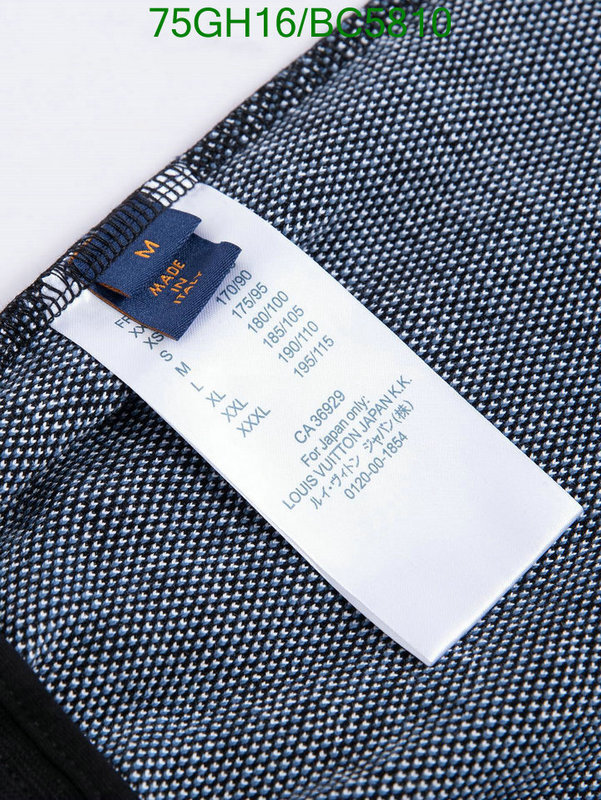 75GH16/BC5810
M
MADE
IN
ITALY
XS 170/90
S 175/95
M 180/100
L 185/105
XL 190/110
XXL 195/115
XXXL
CA 36929
For Japan only:
LOUIS VUITTON JAPAN K.K.
ルイ・ヴィトン ジャパン(株)
0120-00-1854